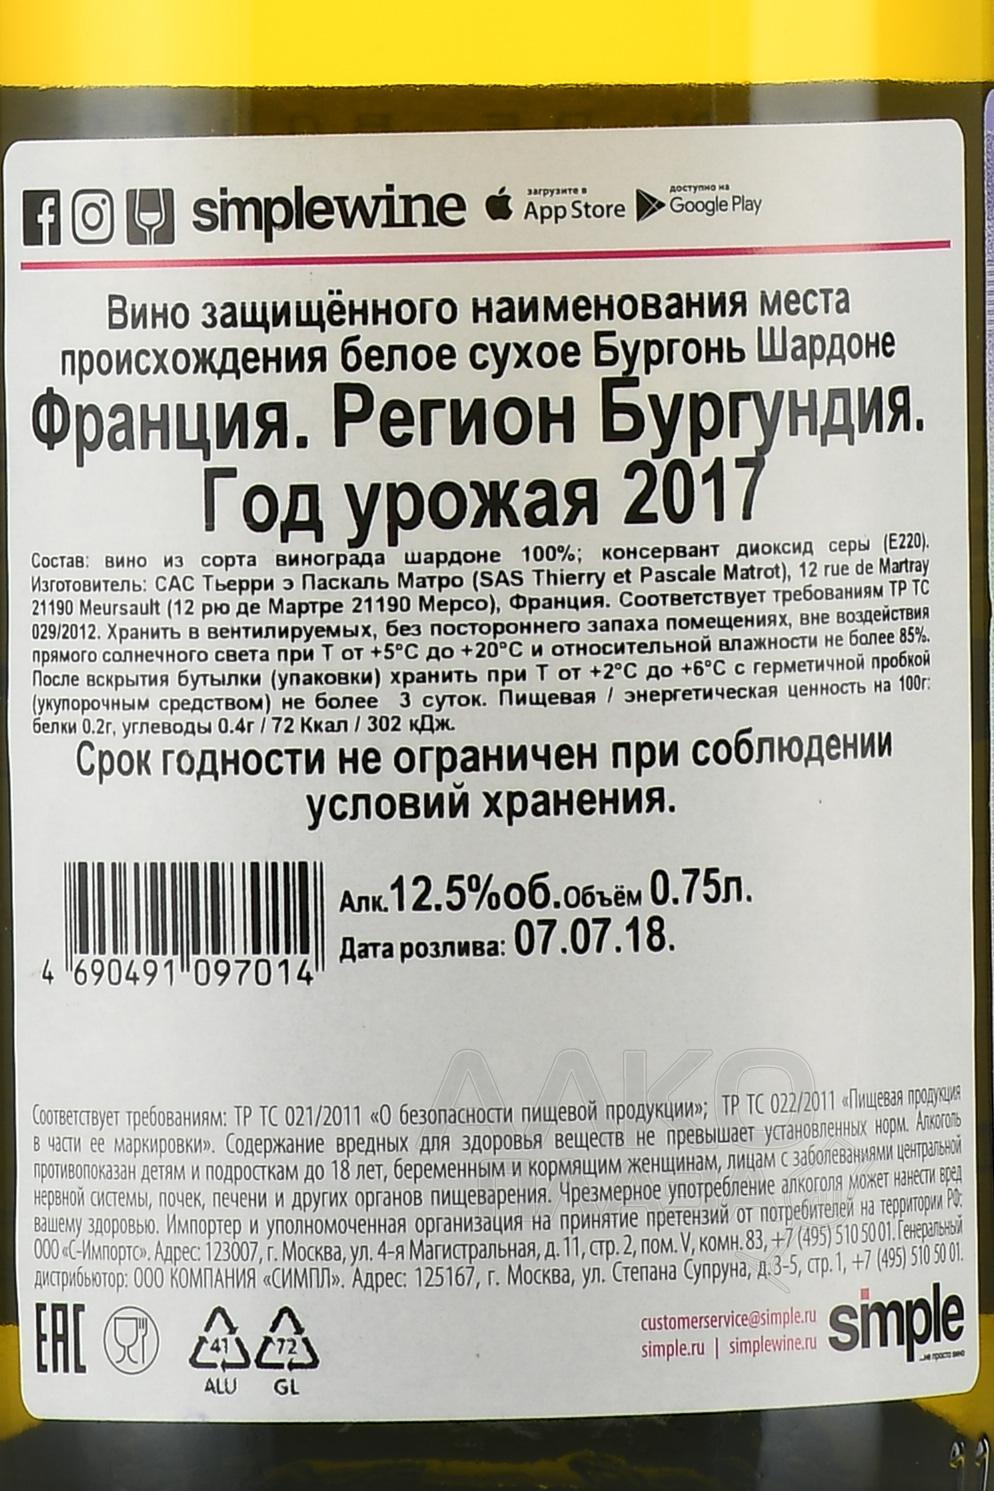 simplewine загрузите в App Store доступно на Google Play
Вино защищённого наименования места
происхождения белое сухое Бургонь Шардоне
Франция. Регион Бургундия.
Год урожая 2017
Состав: вино из сорта винограда шардоне 100%; консервант диоксид серы (Е220).
Изготовитель: САС Тьерри э Паскаль Матро (SAS Thierry et Pascale Matrot), 12 rue de Martray
21190 Meursault (12 рю де Мартре 21190 Мерсо), Франция. Соответствует требованиям ТР ТС
029/2012. Хранить в вентилируемых, без постороннего запаха помещениях, вне воздействия
прямого солнечного света при Т от +5°C до +20°C и относительной влажности не более 85%.
После вскрытия бутылки (упаковки) хранить при Т от +2°C до +6°C с герметичной пробкой
(укупорочным средством) не более 3 суток. Пищевая / энергетическая ценность на 100г:
белки 0.2г, углеводы 0.4г / 72 Ккал / 302 кДж.
Срок годности не ограничен при соблюдении
условий хранения.
Алк.12.5%об.Объём 0.75л.
Дата розлива: 07.07.18.
4 690491 097014
АЛКО
Соответствует требованиям: ТР ТС 021/2011 «О безопасности пищевой продукции»; ТР ТС 022/2011 «Пищевая продукция
в части ее маркировки». Содержание вредных для здоровья веществ не превышает установленных норм. Алкоголь
противопоказан детям и подросткам до 18 лет, беременным и кормящим женщинам, лицам с заболеваниями центральной
нервной системы, почек, печени и других органов пищеварения. Чрезмерное употребление алкоголя может нанести вред
вашему здоровью. Импортер и уполномоченная организация на принятие претензий от потребителей на территории РФ:
ООО «С-Импортс». Адрес: 123007, г. Москва, ул. 4-я Магистральная, д. 11, стр. 2, пом. V, комн. 83, +7 (495) 510 50 01. Генеральный
дистрибьютор: ООО КОМПАНИЯ «СИМПЛ». Адрес: 125167, г. Москва, ул. Степана Супруна, д. 3-5, стр. 1, +7 (495) 510 50 01.
EAC
41 72
ALU GL
customerservice@simple.ru
simple.ru | simplewine.ru
simple
...не просто вино